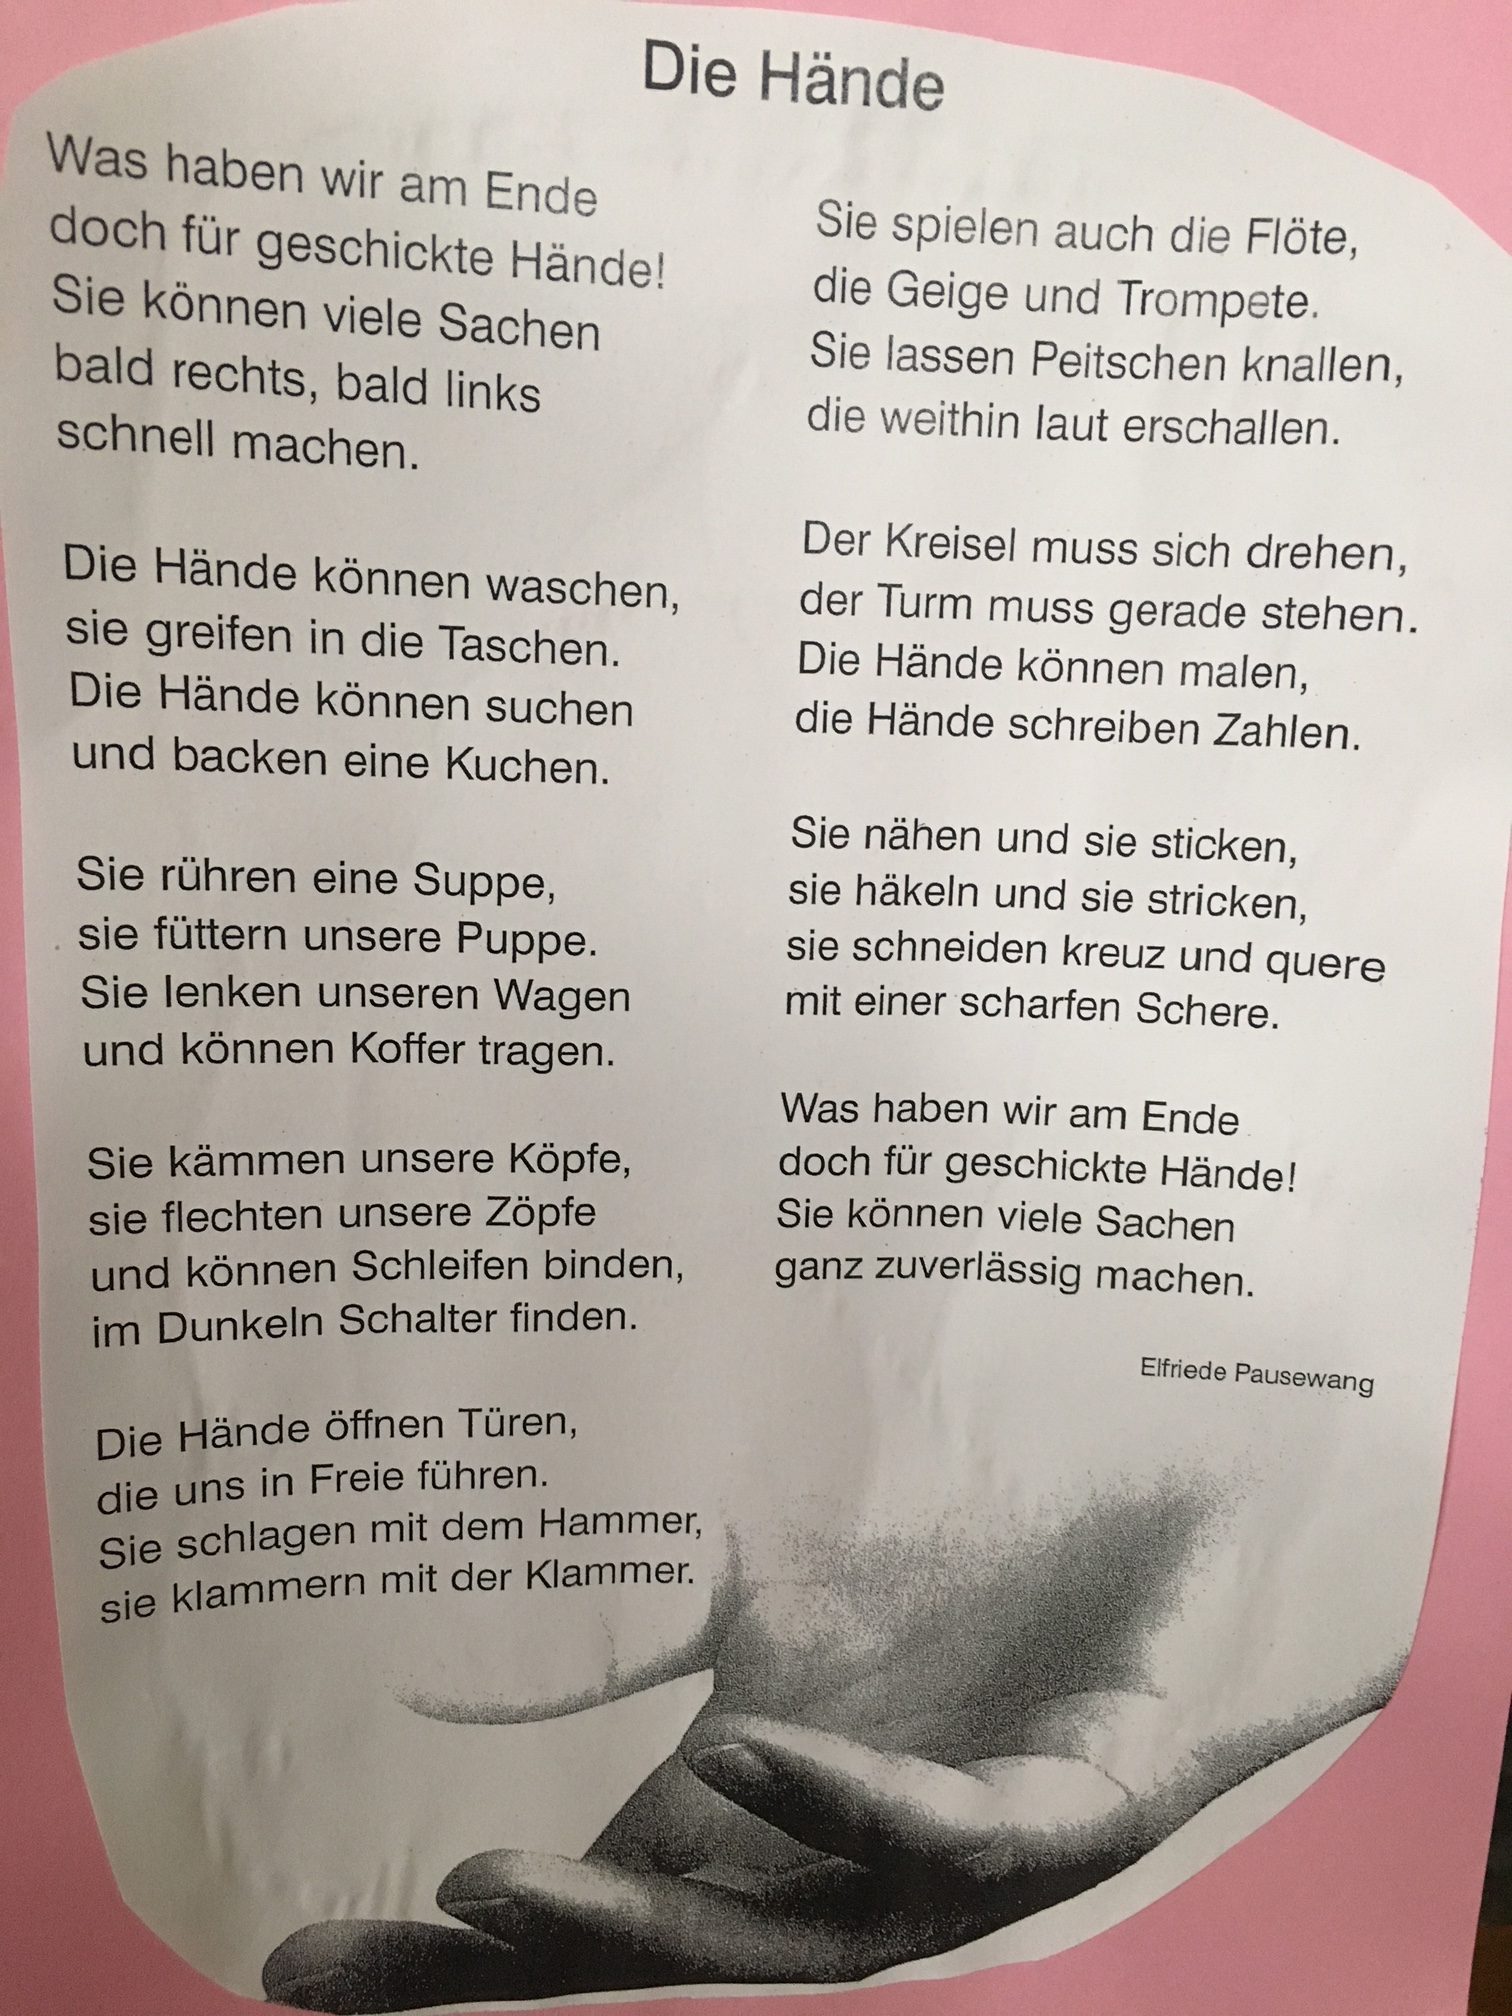 Die Hände
Was haben wir am Ende
doch für geschickte Hände!
Sie können viele Sachen
bald rechts, bald links
schnell machen.
Die Hände können waschen,
sie greifen in die Taschen.
Die Hände können suchen
und backen eine Kuchen.
Sie rühren eine Suppe,
sie füttern unsere Puppe.
Sie lenken unseren Wagen
und können Koffer tragen.
Sie kämmen unsere Köpfe,
sie flechten unsere Zöpfe
und können Schleifen binden,
im Dunkeln Schalter finden.
Die Hände öffnen Türen,
die uns in Freie führen.
Sie schlagen mit dem Hammer,
sie klammern mit der Klammer.
Sie spielen auch die Flöte,
die Geige und Trompete.
Sie lassen Peitschen knallen,
die weithin laut erschallen.
Der Kreisel muss sich drehen,
der Turm muss gerade stehen.
Die Hände können malen,
die Hände schreiben Zahlen.
Sie nähen und sie sticken,
sie häkeln und sie stricken,
sie schneiden kreuz und quere
mit einer scharfen Schere.
Was haben wir am Ende
doch für geschickte Hände!
Sie können viele Sachen
ganz zuverlässig machen.
Elfriede Pausewang